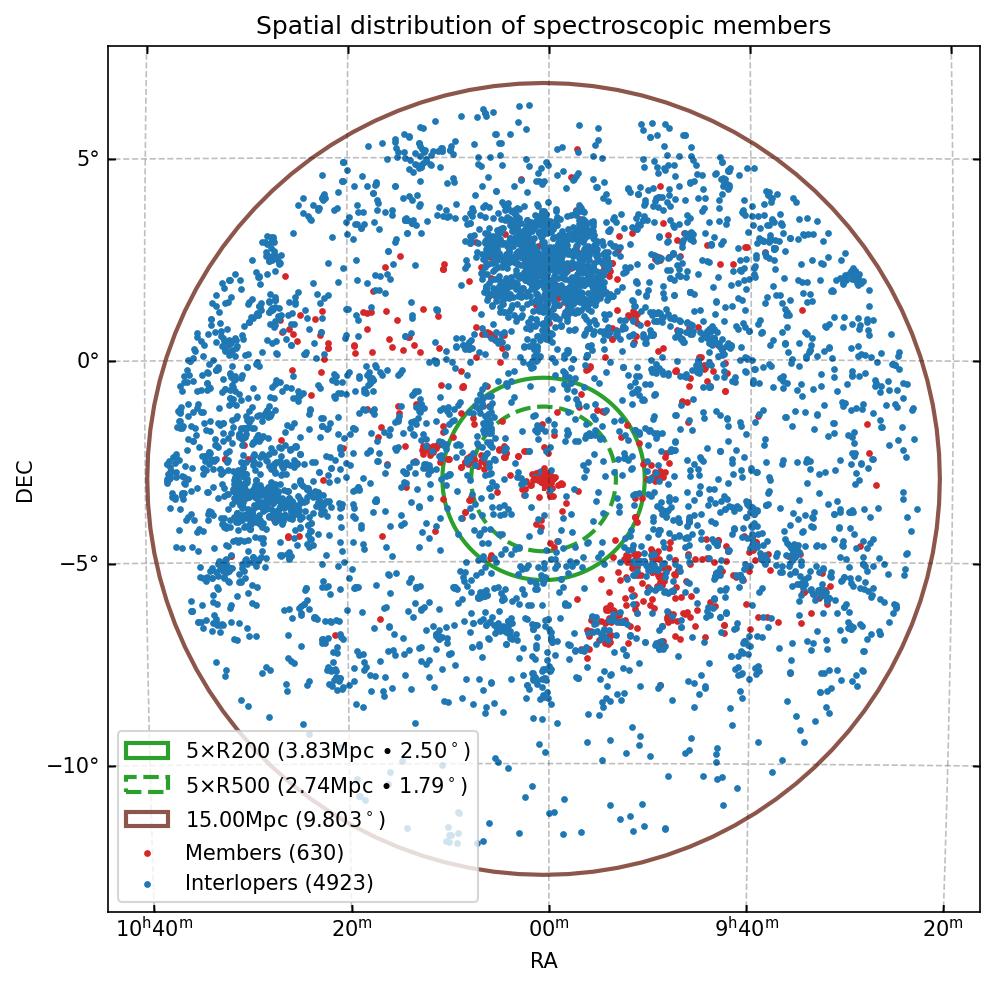 Spatial distribution of spectroscopic members
5°
0°
−5°
−10°
DEC
5×R200 (3.83Mpc • 2.50°)
5×R500 (2.74Mpc • 1.79°)
15.00Mpc (9.803°)
Members (630)
Interlopers (4923)
10ʰ40ᵐ 20ᵐ 00ᵐ 9ʰ40ᵐ 20ᵐ
RA